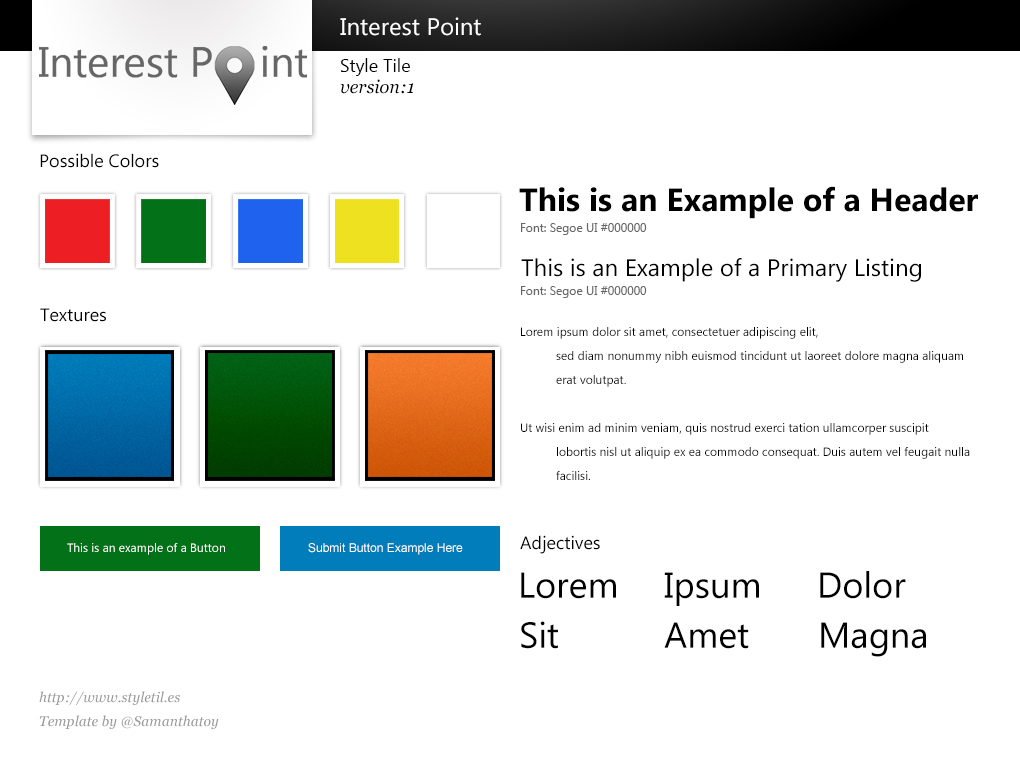 Interest Point
Interest Point
Style Tile
version:1
Possible Colors
Textures
This is an example of a Button
Submit Button Example Here
This is an Example of a Header
Font: Segoe UI #000000
This is an Example of a Primary Listing
Font: Segoe UI #000000
Lorem ipsum dolor sit amet, consectetuer adipiscing elit,
sed diam nonummy nibh euismod tincidunt ut laoreet dolore magna aliquam
erat volutpat.
Ut wisi enim ad minim veniam, quis nostrud exerci tation ullamcorper suscipit
lobortis nisl ut aliquip ex ea commodo consequat. Duis autem vel feugait nulla
facilisi.
Adjectives
Lorem Ipsum Dolor
Sit Amet Magna
http://www.styletil.es
Template by @Samanthatoy